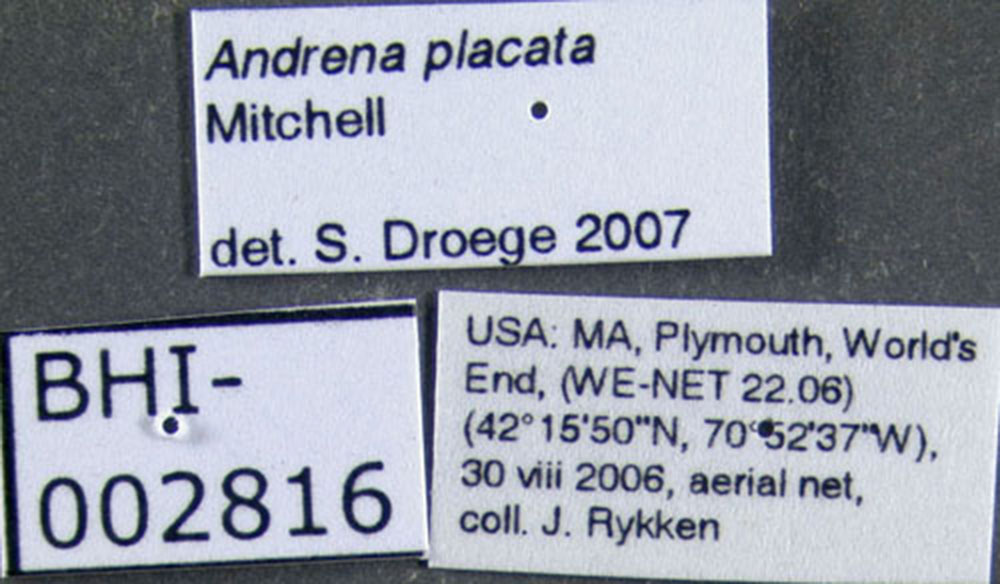 Andrena placata
Mitchell
det. S. Droege 2007
BHI-
002816
USA: MA, Plymouth, World's
End, (WE-NET 22.06)
(42°15'50"N, 70°52'37"W),
30 viii 2006, aerial net,
coll. J. Rykken